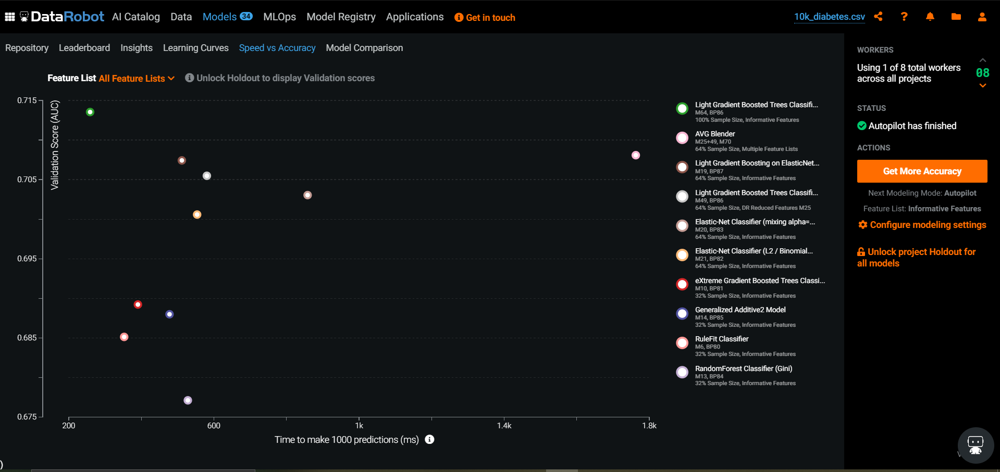 DataRobot AI Catalog Data Models 34 MLOps Model Registry Applications Get in touch 10k_diabetes.csv
Repository Leaderboard Insights Learning Curves Speed vs Accuracy Model Comparison
Feature List All Feature Lists Unlock Holdout to display Validation scores
Validation Score (AUC)
0.715
0.705
0.695
0.685
0.675
200 600 1k 1.4k 1.8k
Time to make 1000 predictions (ms)
Light Gradient Boosted Trees Classifi...
M64, BP86
100% Sample Size, Informative Features
AVG Blender
M25+49, M70
64% Sample Size, Multiple Feature Lists
Light Gradient Boosting on ElasticNet...
M19, BP87
64% Sample Size, Informative Features
Light Gradient Boosted Trees Classifi...
M49, BP86
64% Sample Size, DR Reduced Features M25
Elastic-Net Classifier (mixing alpha=...
M20, BP83
64% Sample Size, Informative Features
Elastic-Net Classifier (L2 / Binomial...
M21, BP82
64% Sample Size, Informative Features
eXtreme Gradient Boosted Trees Classi...
M10, BP81
32% Sample Size, Informative Features
Generalized Additive2 Model
M14, BP85
32% Sample Size, Informative Features
RuleFit Classifier
M6, BP80
32% Sample Size, Informative Features
RandomForest Classifier (Gini)
M13, BP84
32% Sample Size, Informative Features
WORKERS
Using 1 of 8 total workers
across all projects
08
STATUS
Autopilot has finished
ACTIONS
Get More Accuracy
Next Modeling Mode: Autopilot
Feature List: Informative Features
Configure modeling settings
Unlock project Holdout for
all models
)